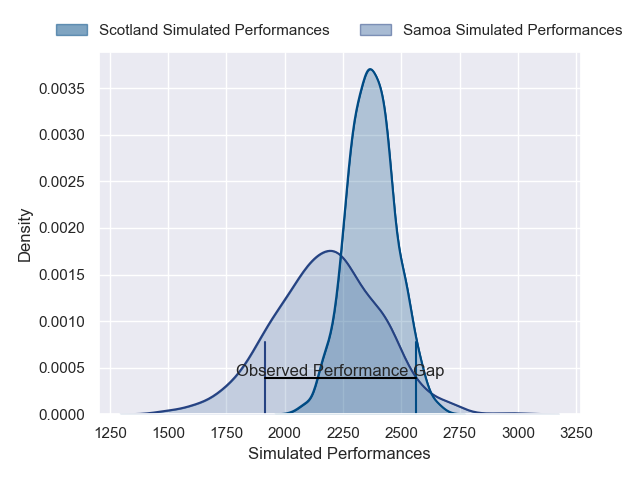 Scotland Simulated Performances Samoa Simulated Performances
0.0035
0.0030
0.0025
0.0020
0.0015
0.0010
0.0005
0.0000
Density
Observed Performance Gap
1250 1500 1750 2000 2250 2500 2750 3000 3250
Simulated Performances